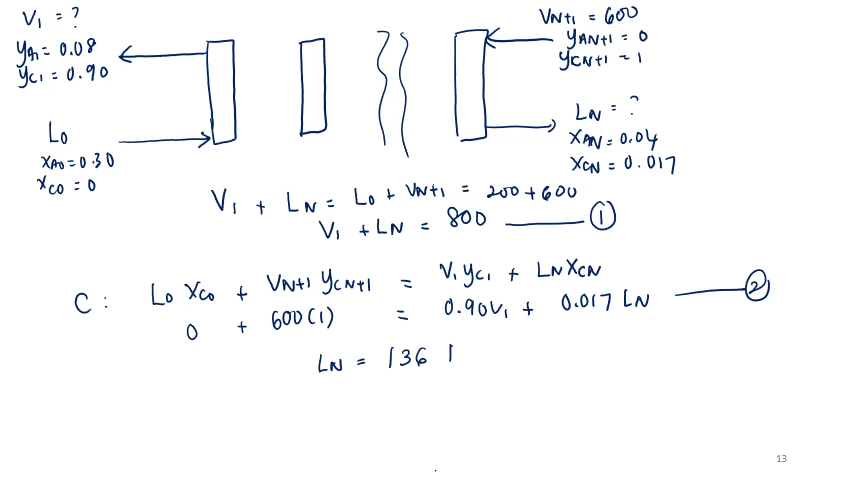 V1 = ?
yA1 = 0.08
yC1 = 0.90
L0
xA0 = 0.30
xC0 = 0
VN+1 = 600
yAN+1 = 0
yCN+1 = 1
LN = ?
xAN = 0.04
xCN = 0.017
V1 + LN = L0 + VN+1 = 200 + 600
V1 + LN = 800 ①
C : L0 xC0 + VN+1 yCN+1 = V1 yC1 + LN xCN
0 + 600(1) = 0.90V1 + 0.017 LN ②
LN = 136 1
13